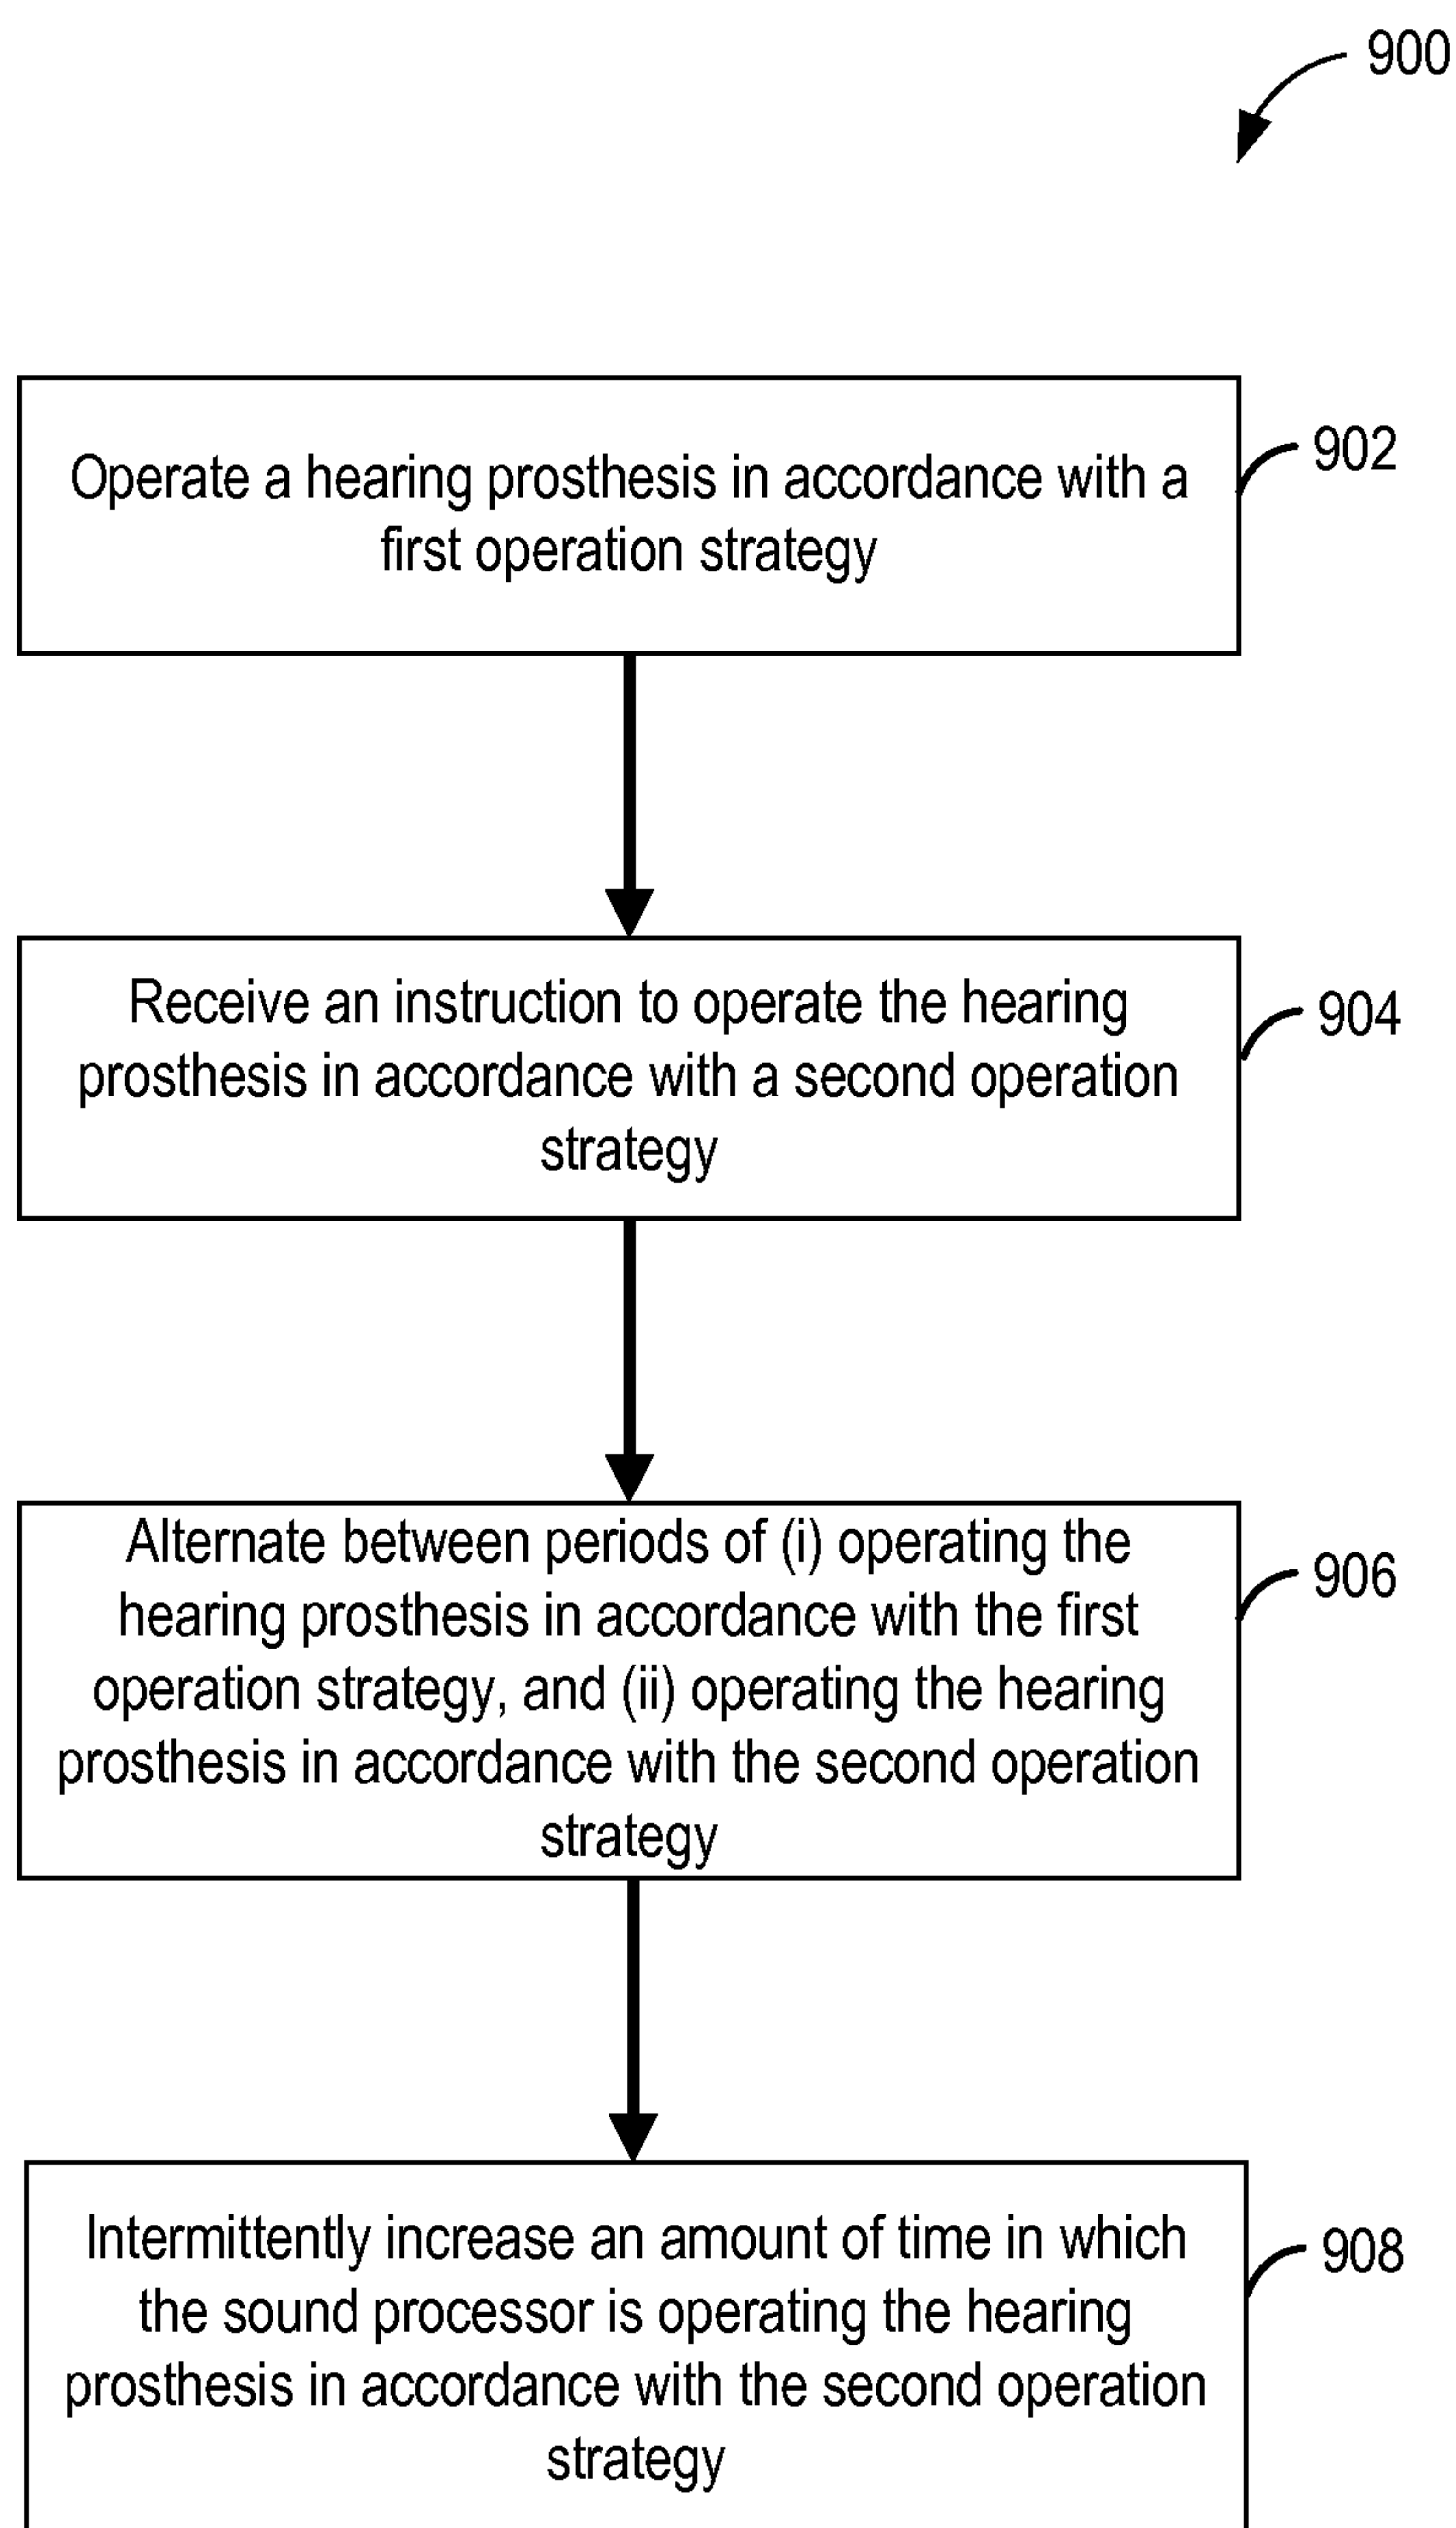 900
Operate a hearing prosthesis in accordance with a
first operation strategy
902
Receive an instruction to operate the hearing
prosthesis in accordance with a second operation
strategy
904
Alternate between periods of (i) operating the
hearing prosthesis in accordance with the first
operation strategy, and (ii) operating the hearing
prosthesis in accordance with the second operation
strategy
906
Intermittently increase an amount of time in which
the sound processor is operating the hearing
prosthesis in accordance with the second operation
strategy
908